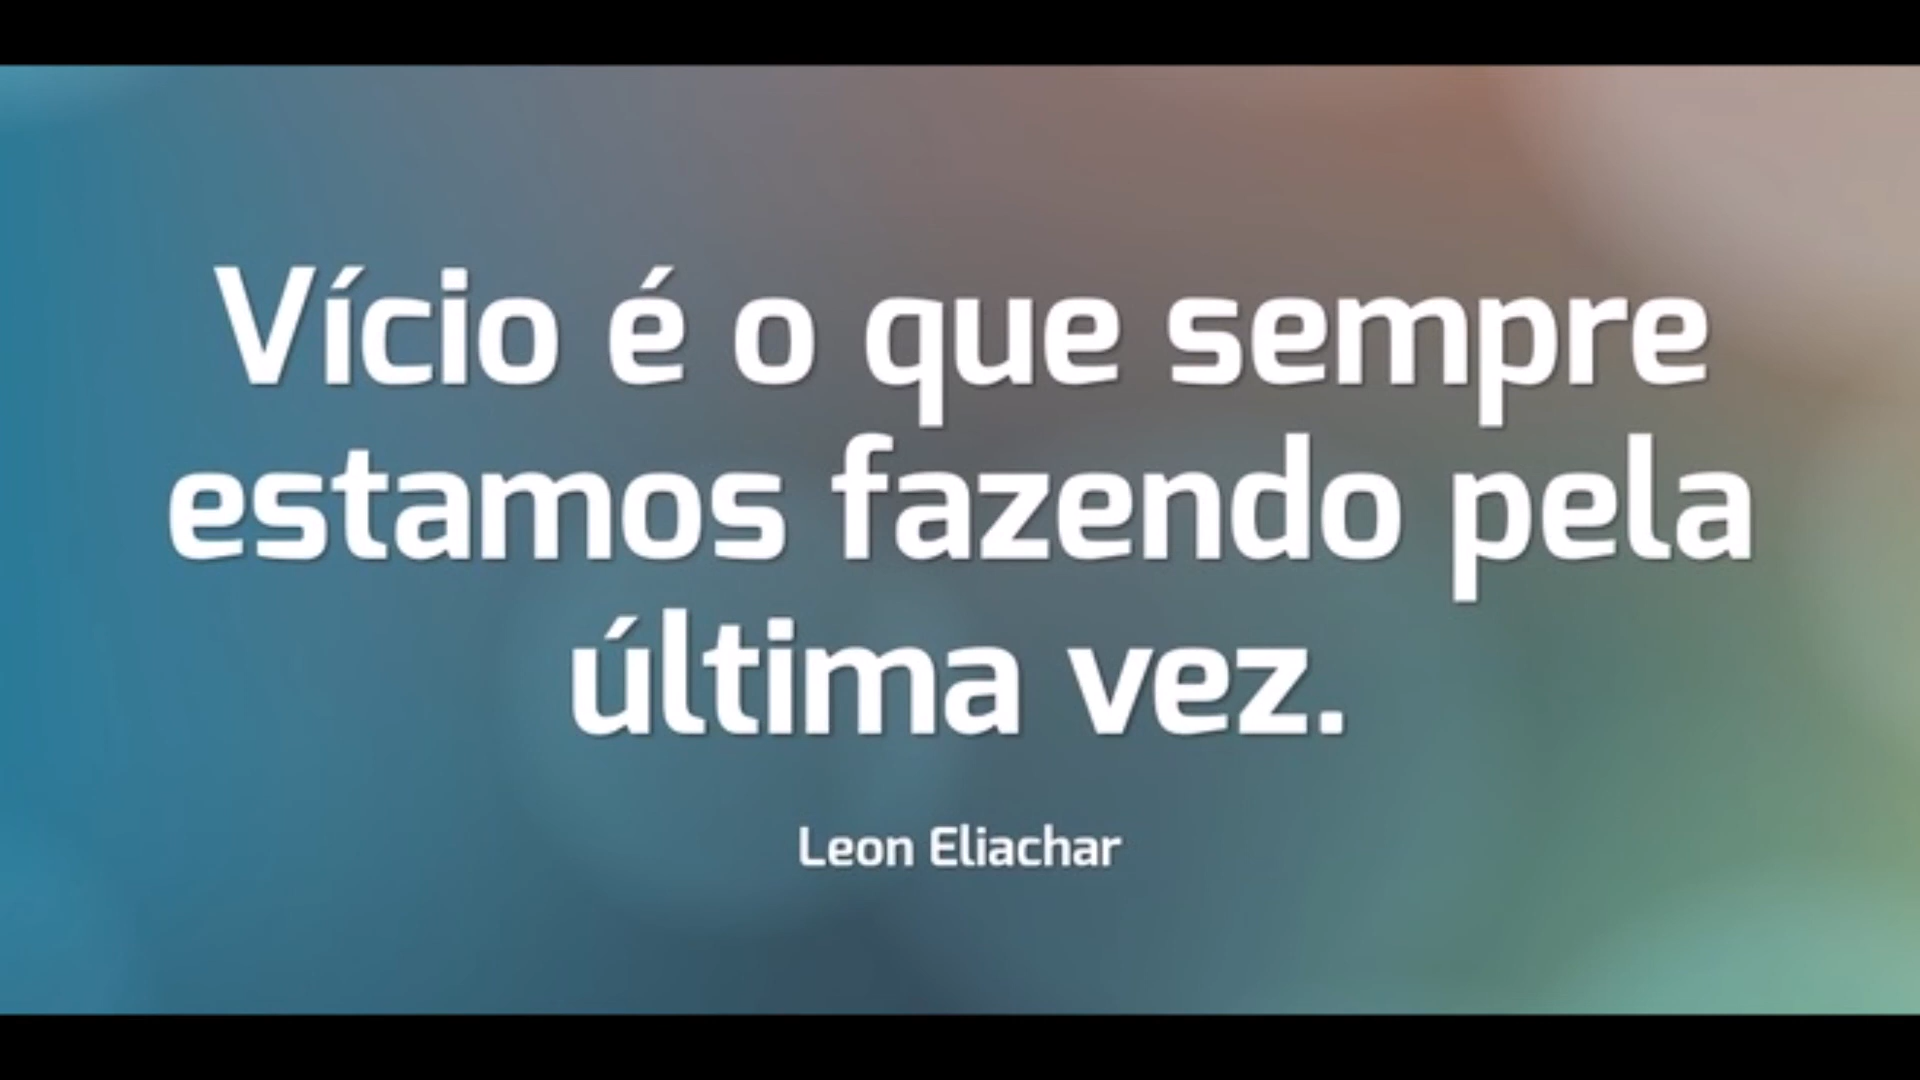 Vício é o que sempre
estamos fazendo pela
última vez.
Leon Eliachar